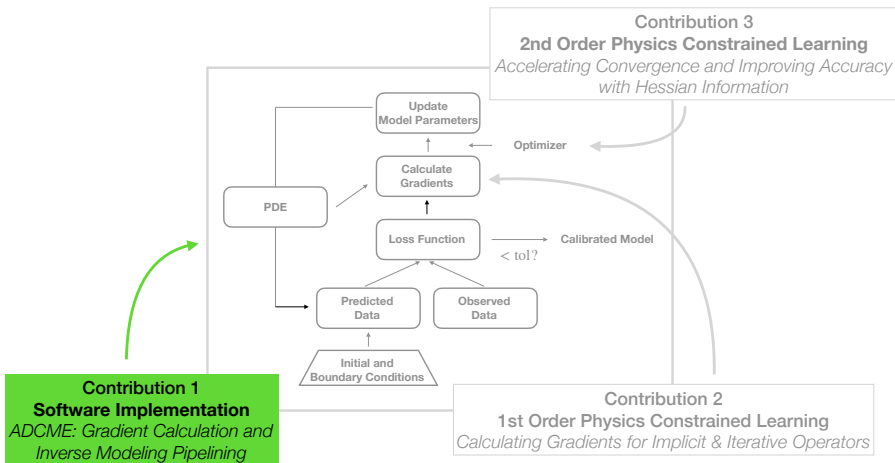 Contribution 3
2nd Order Physics Constrained Learning
Accelerating Convergence and Improving Accuracy
with Hessian Information
Update
Model Parameters
Optimizer
Calculate
Gradients
PDE
Loss Function
Calibrated Model
< tol?
Predicted
Data
Observed
Data
Initial and
Boundary Conditions
Contribution 1
Software Implementation
ADCME: Gradient Calculation and
Inverse Modeling Pipelining
Contribution 2
1st Order Physics Constrained Learning
Calculating Gradients for Implicit & Iterative Operators